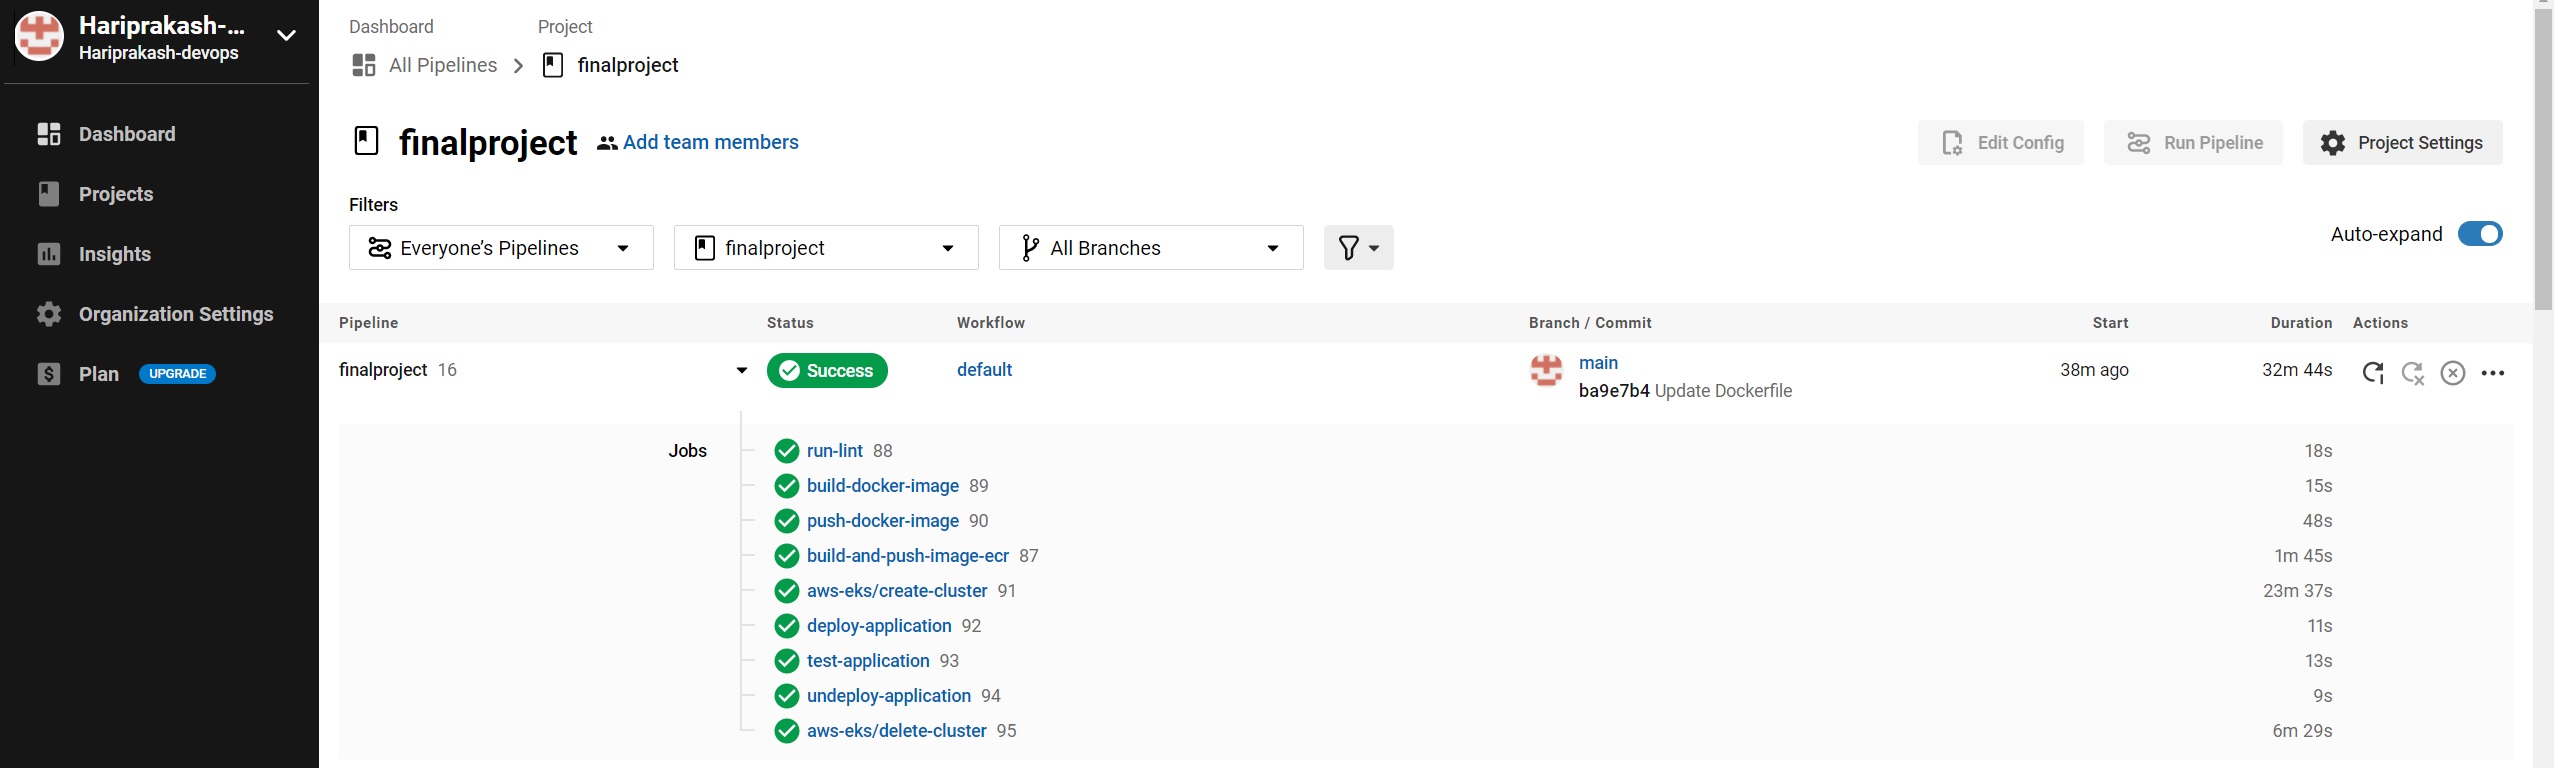 Hariprakash-...
Hariprakash-devops
Dashboard
Projects
Insights
Organization Settings
Plan UPGRADE
Dashboard Project
All Pipelines finalproject
finalproject Add team members
Edit Config Run Pipeline Project Settings
Filters
Everyone’s Pipelines finalproject All Branches
Auto-expand
Pipeline Status Workflow Branch / Commit Start Duration Actions
finalproject 16 Success default main 38m ago 32m 44s
ba9e7b4 Update Dockerfile
Jobs run-lint 88 18s
build-docker-image 89 15s
push-docker-image 90 48s
build-and-push-image-ecr 87 1m 45s
aws-eks/create-cluster 91 23m 37s
deploy-application 92 11s
test-application 93 13s
undeploy-application 94 9s
aws-eks/delete-cluster 95 6m 29s